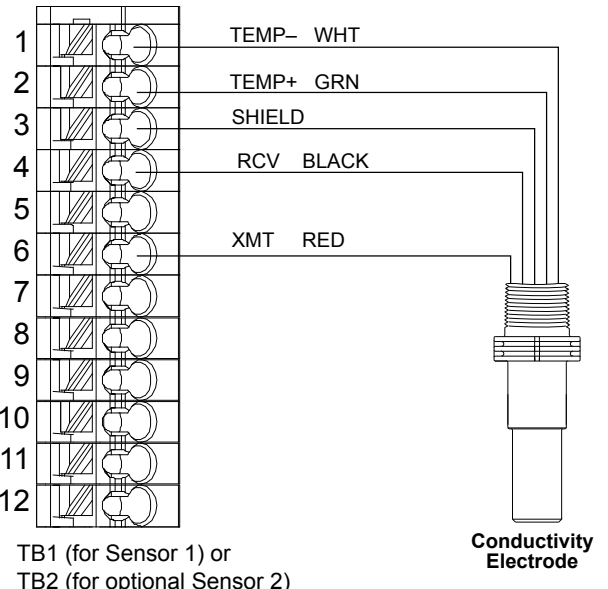 1 TEMP– WHT
2 TEMP+ GRN
3 SHIELD
4 RCV BLACK
5
6 XMT RED
7
8
9
10
11
12
TB1 (for Sensor 1) or
TB2 (for optional Sensor 2)
Conductivity
Electrode